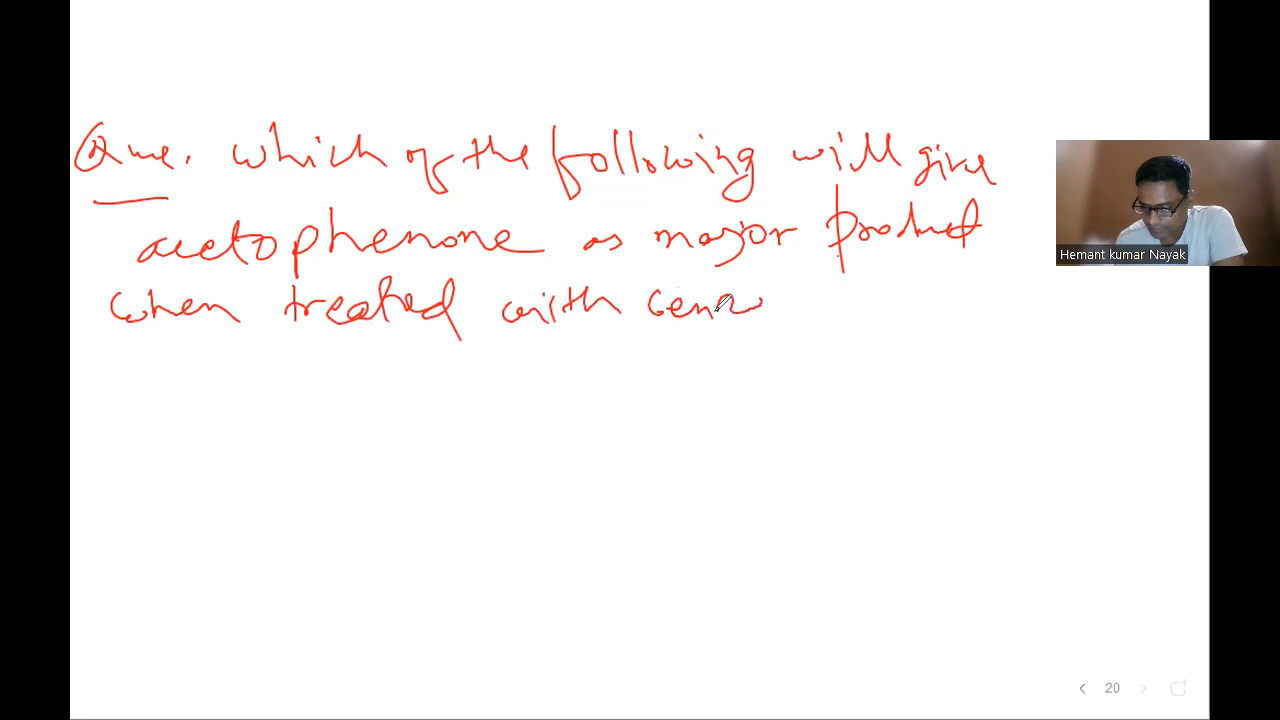 Que. which of the following will give
acetophenone as major product
when treated with
Hemant kumar Nayak
20